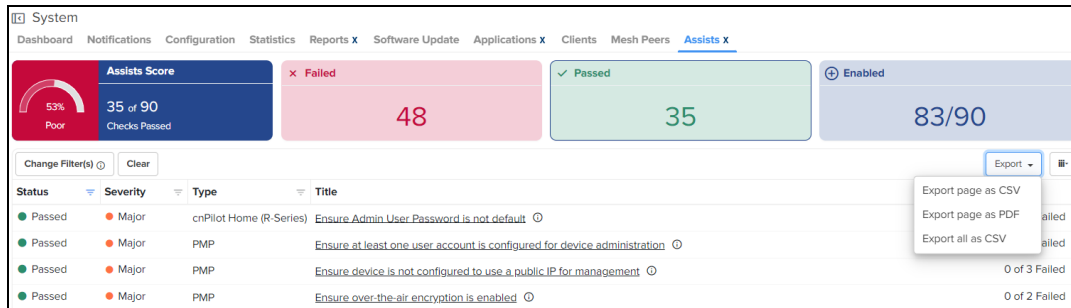 System
Dashboard Notifications Configuration Statistics Reports X Software Update Applications X Clients Mesh Peers Assists X
Assists Score
53%
Poor
35 of 90
Checks Passed
Failed
48
Passed
35
Enabled
83/90
Change Filter(s) Clear Export
Export page as CSV
Export page as PDF
Export all as CSV
Status Severity Type Title
Passed Major cnPilot Home (R-Series) Ensure Admin User Password is not default ailed
Passed Major PMP Ensure at least one user account is configured for device administration ailed
Passed Major PMP Ensure device is not configured to use a public IP for management 0 of 3 Failed
Passed Major PMP Ensure over-the-air encryption is enabled 0 of 2 Failed